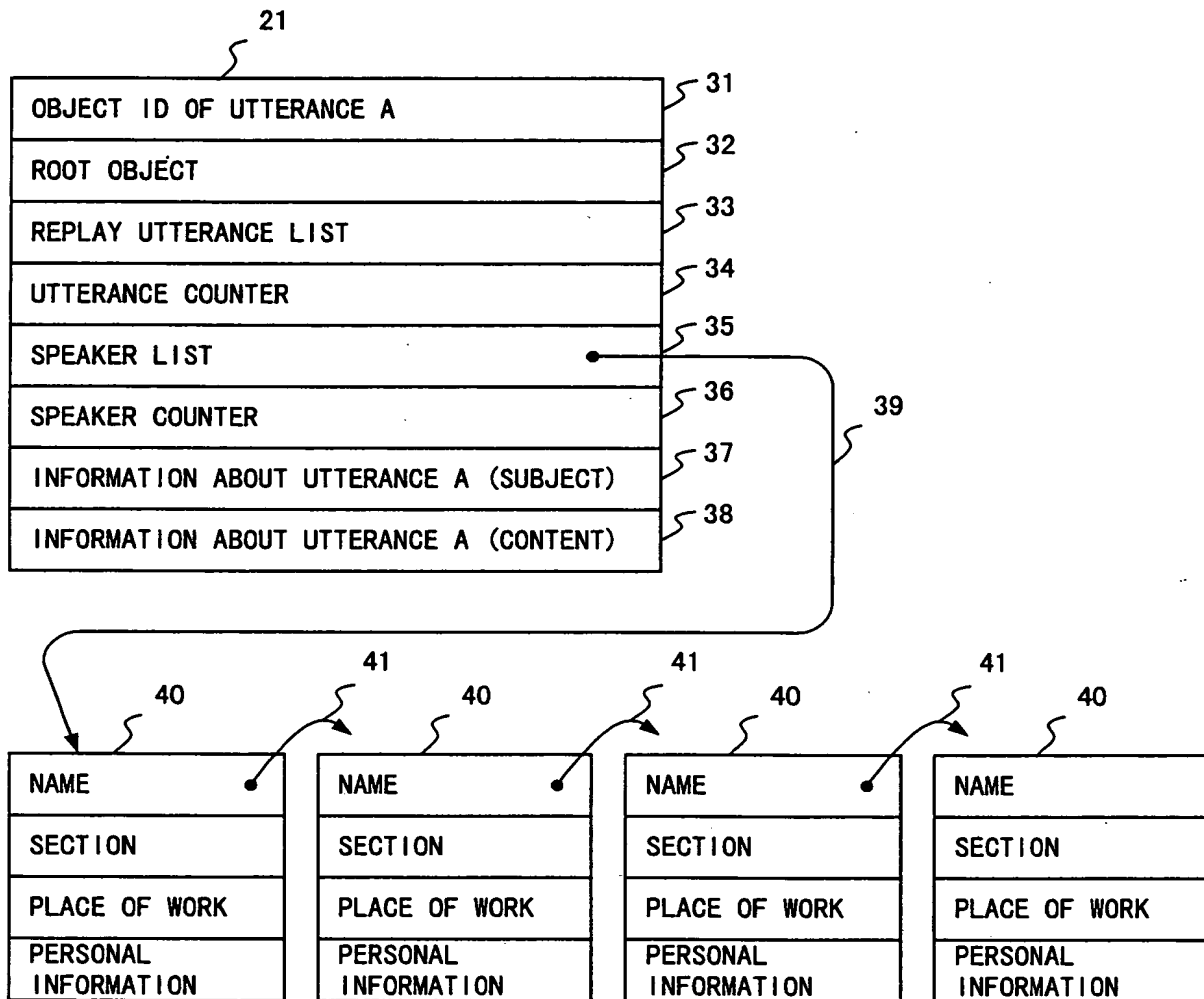 21
OBJECT ID OF UTTERANCE A
31
ROOT OBJECT
32
REPLAY UTTERANCE LIST
33
UTTERANCE COUNTER
34
SPEAKER LIST
35
SPEAKER COUNTER
36
INFORMATION ABOUT UTTERANCE A (SUBJECT)
37
INFORMATION ABOUT UTTERANCE A (CONTENT)
38
39
40
41
40
41
40
41
40
NAME
SECTION
PLACE OF WORK
PERSONAL
INFORMATION
NAME
SECTION
PLACE OF WORK
PERSONAL
INFORMATION
NAME
SECTION
PLACE OF WORK
PERSONAL
INFORMATION
NAME
SECTION
PLACE OF WORK
PERSONAL
INFORMATION